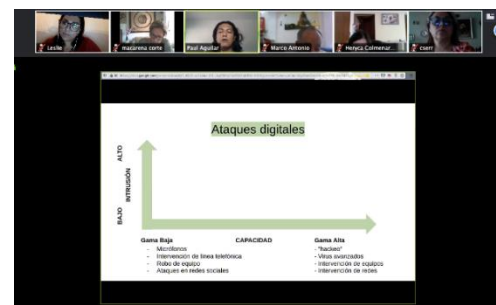 Leslie
macarena corte
Paul Aguilar
Marco Antonio
Heryca Colmenar...
cserr
Ataques digitales
ALTO
INTRUSIÓN
BAJO
Gama Baja
- Micrófonos
- Intervención de línea telefónica
- Robo de equipo
- Ataques en redes sociales
CAPACIDAD
Gama Alta
- "hackeo"
- Virus avanzados
- Intervención de equipos
- Intervención de redes